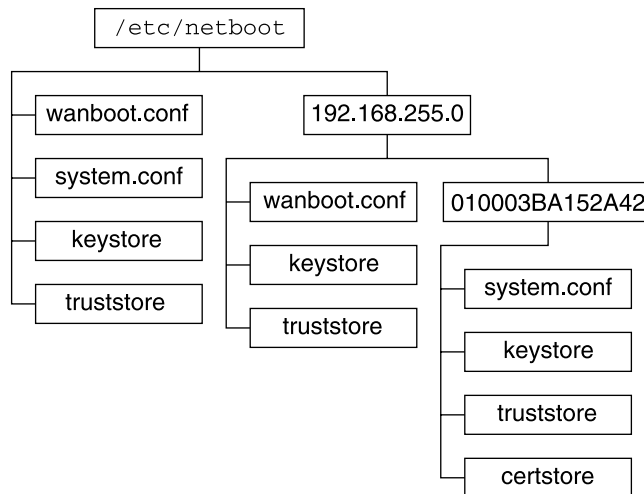 /etc/netboot
wanboot.conf
system.conf
keystore
truststore
192.168.255.0
wanboot.conf
keystore
truststore
010003BA152A42
system.conf
keystore
truststore
certstore